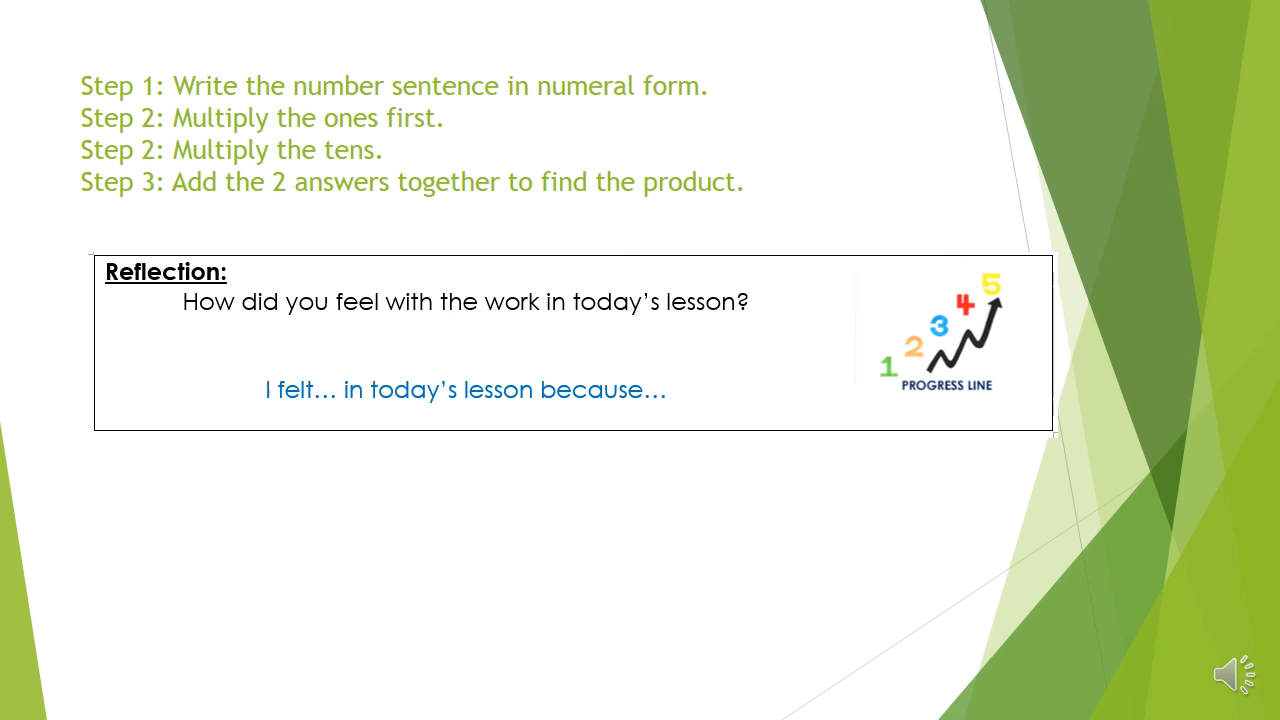 Step 1: Write the number sentence in numeral form.
Step 2: Multiply the ones first.
Step 2: Multiply the tens.
Step 3: Add the 2 answers together to find the product.
Reflection:
How did you feel with the work in today’s lesson?
1 2 3 4 5
PROGRESS LINE
I felt… in today’s lesson because…